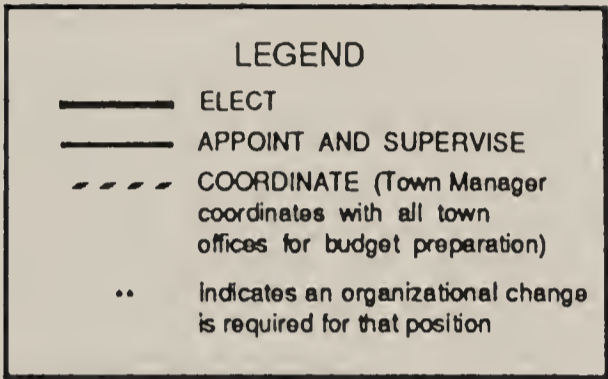 LEGEND
ELECT
APPOINT AND SUPERVISE
COORDINATE (Town Manager
coordinates with all town
offices for budget preparation)
•• indicates an organizational change
is required for that position